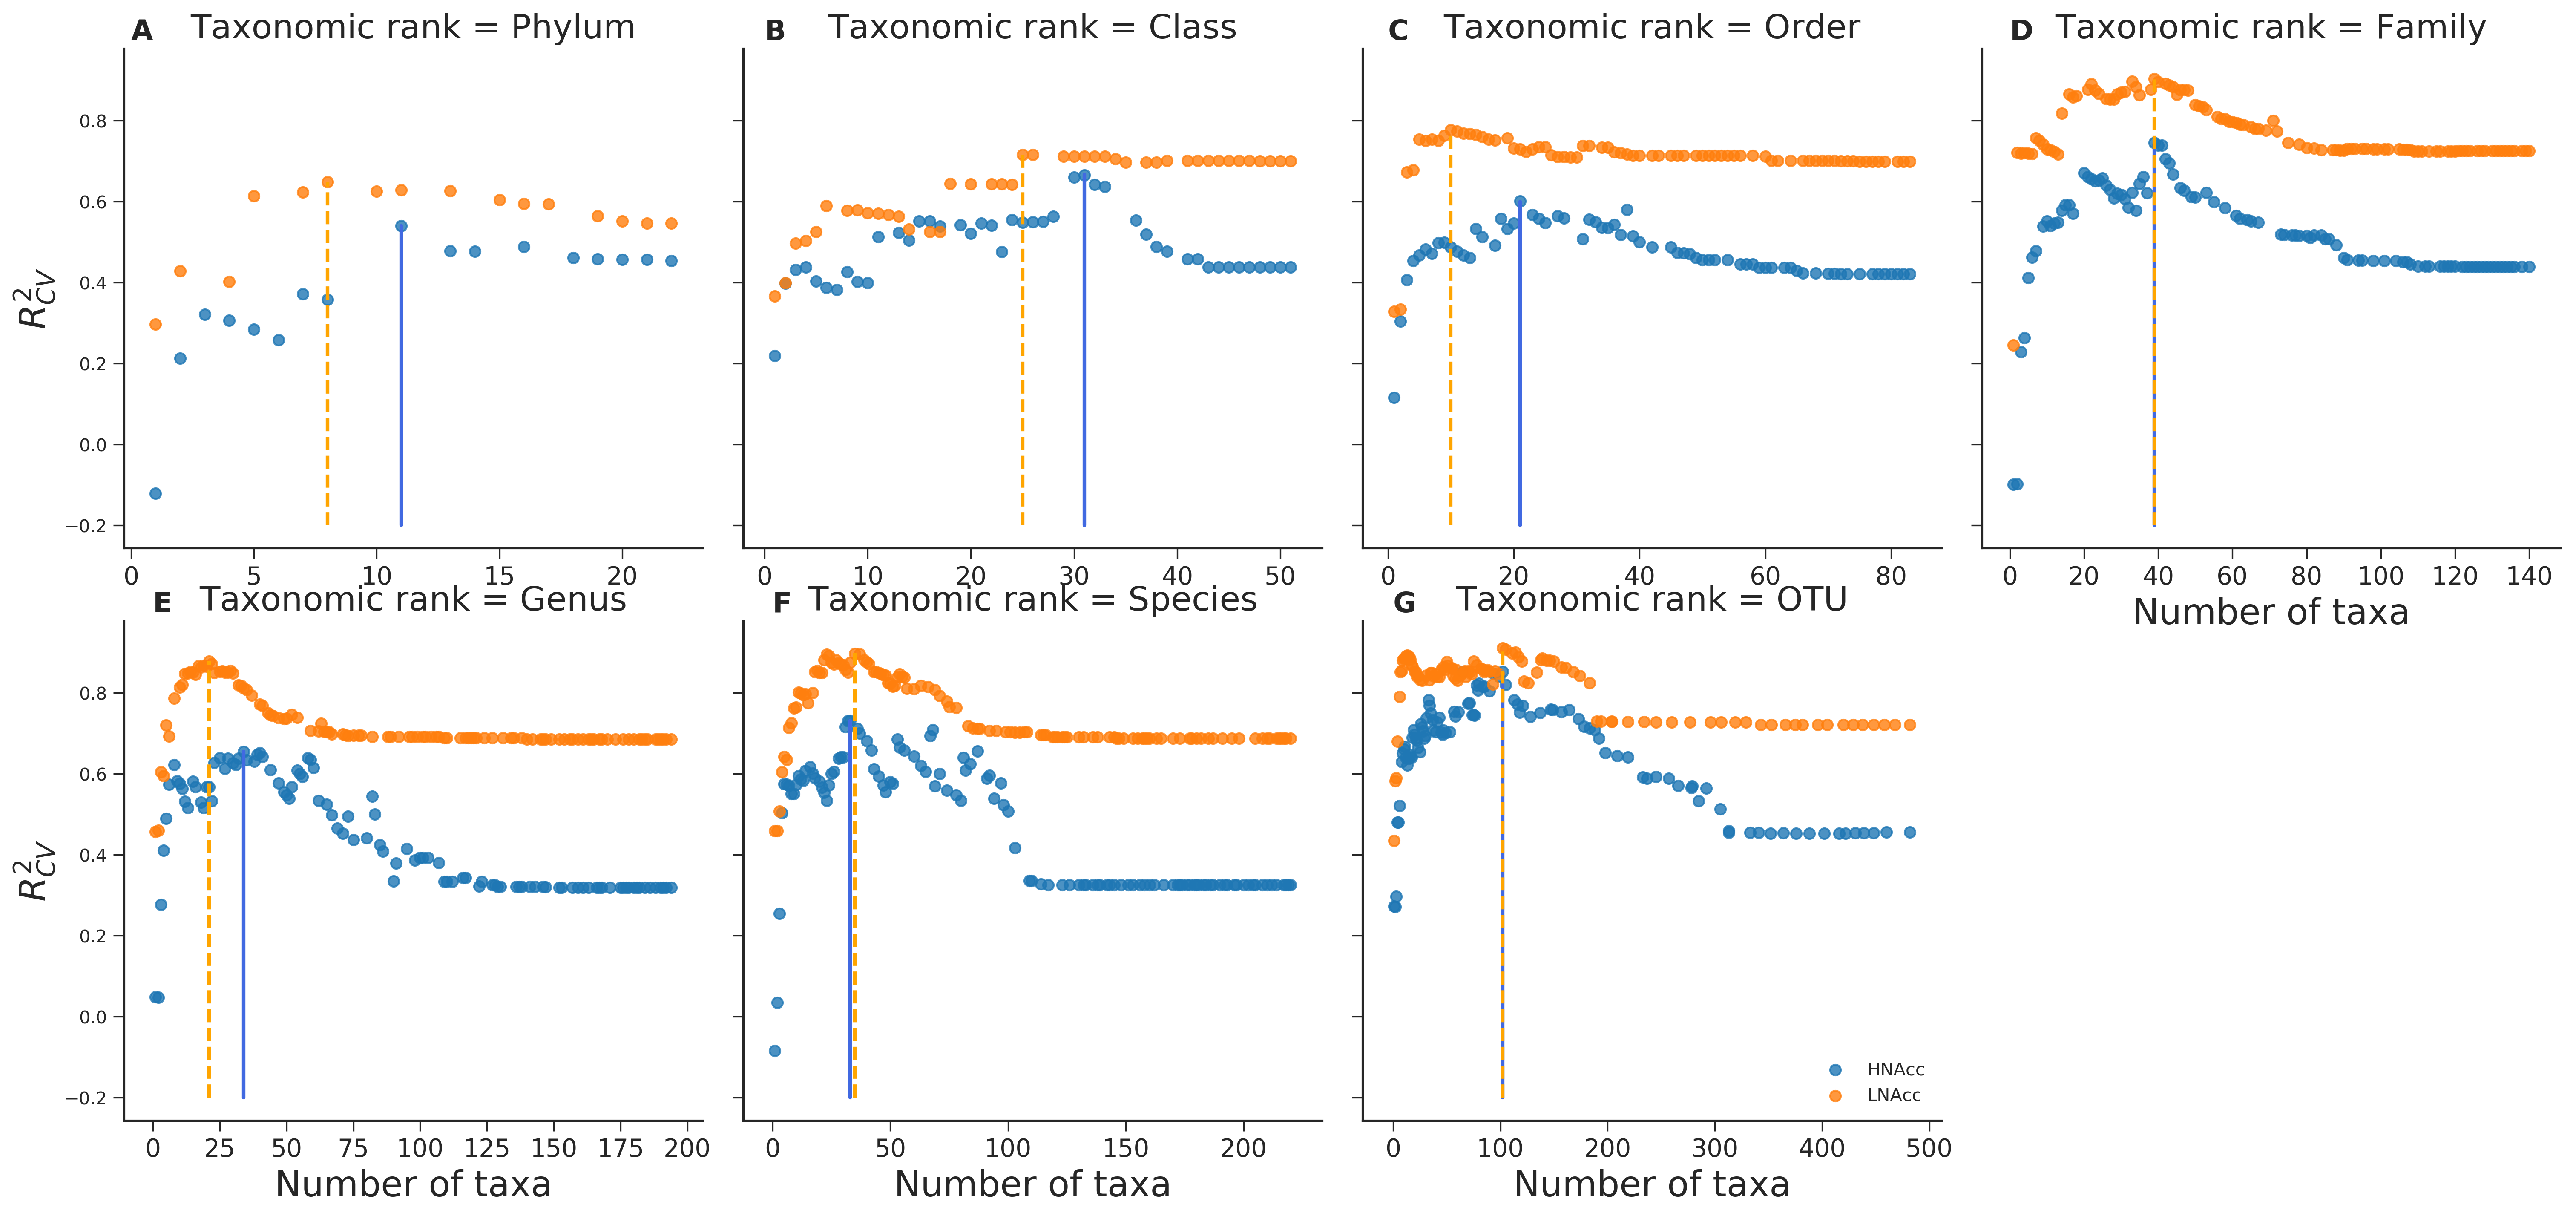 A Taxonomic rank = Phylum
B Taxonomic rank = Class
C Taxonomic rank = Order
D Taxonomic rank = Family
R²CV
0.8
0.6
0.4
0.2
0.0
−0.2
0 5 10 15 20
0 10 20 30 40 50
0 20 40 60 80
0 20 40 60 80 100 120 140
Number of taxa
E Taxonomic rank = Genus
F Taxonomic rank = Species
G Taxonomic rank = OTU
R²CV
0.8
0.6
0.4
0.2
0.0
−0.2
HNAcc
LNAcc
0 25 50 75 100 125 150 175 200
0 50 100 150 200
0 100 200 300 400 500
Number of taxa
Number of taxa
Number of taxa